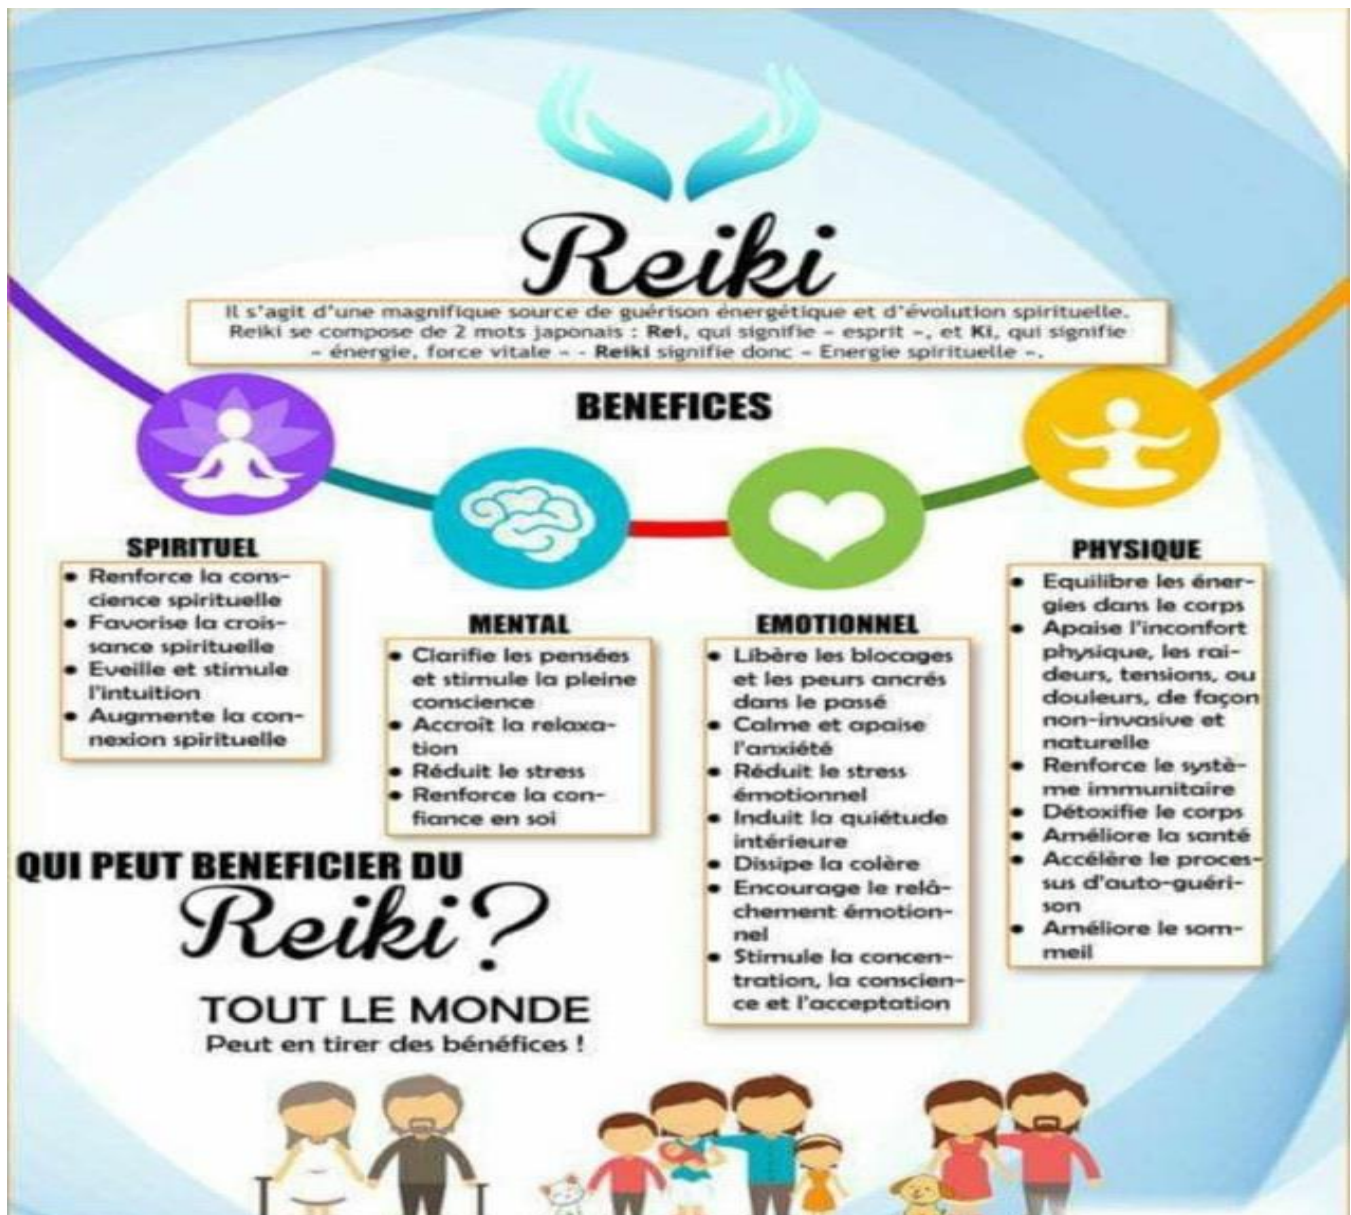 Reiki
Il s'agit d'une magnifique source de guérison énergétique et d'évolution spirituelle.
Reiki se compose de 2 mots japonais : Rei, qui signifie - esprit -, et Ki, qui signifie
- énergie, force vitale - - Reiki signifie donc - Energie spirituelle -.
BENEFICES
SPIRITUEL
• Renforce la cons-
cience spirituelle
• Favorise la crois-
sance spirituelle
• Eveille et stimule
l'intuition
• Augmente la con-
nexion spirituelle
MENTAL
• Clarifie les pensées
et stimule la pleine
conscience
• Accroît la relaxa-
tion
• Réduit le stress
• Renforce la con-
fiance en soi
EMOTIONNEL
• Libère les blocages
et les peurs ancrés
dans le passé
• Calme et apaise
l'anxiété
• Réduit le stress
émotionnel
• Induit la quiétude
intérieure
• Dissipe la colère
• Encourage le relâ-
chement émotion-
nel
• Stimule la concen-
tration, la conscien-
ce et l'acceptation
PHYSIQUE
• Equilibre les éner-
gies dans le corps
• Apaise l'inconfort
physique, les rai-
deurs, tensions, ou
douleurs, de façon
non-invasive et
naturelle
• Renforce le systè-
me immunitaire
• Détoxifie le corps
• Améliore la santé
• Accélère le proces-
sus d'auto-guéri-
son
• Améliore le som-
meil
QUI PEUT BENEFICIER DU
Reiki ?
TOUT LE MONDE
Peut en tirer des bénéfices !